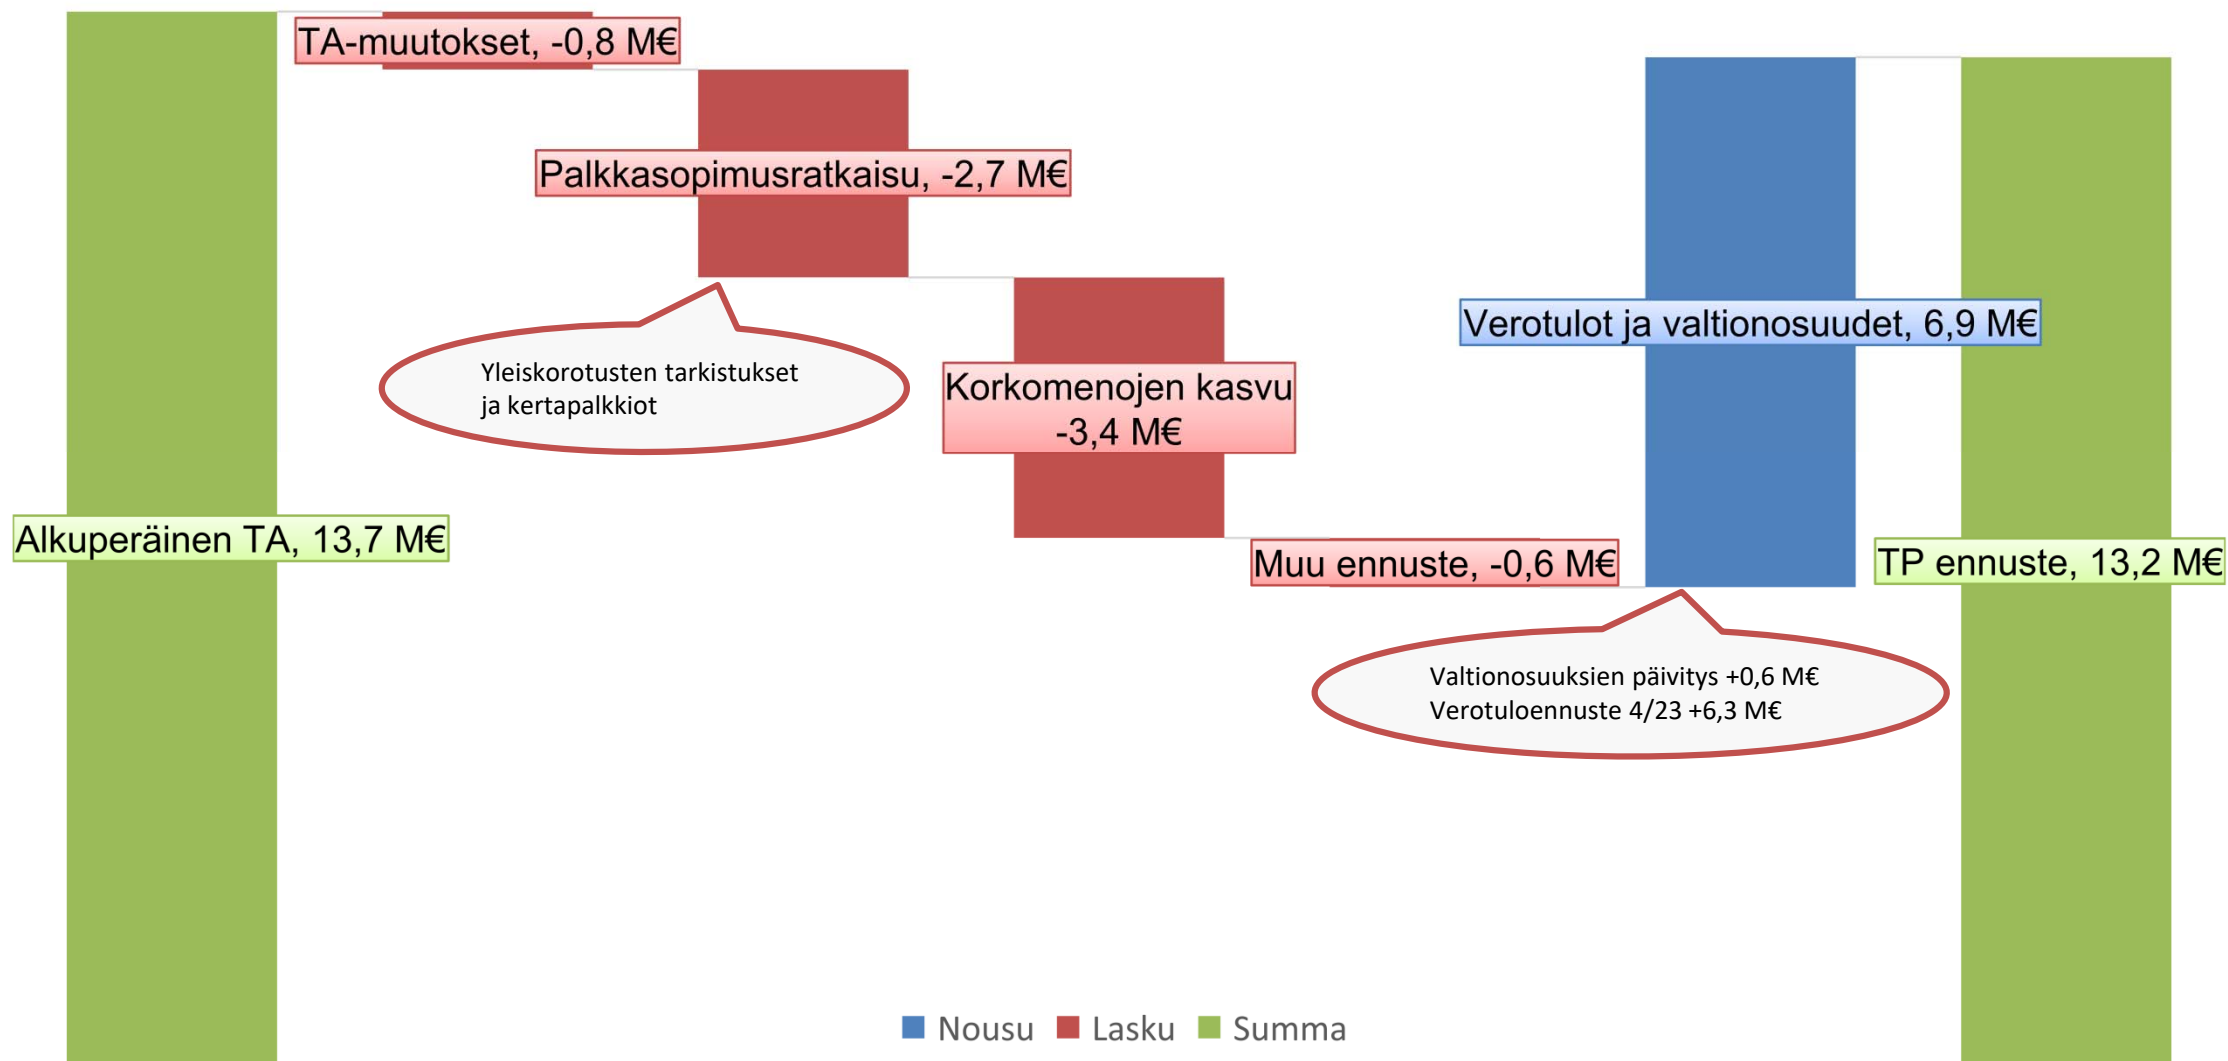 TA-muutokset, -0,8 M€
Palkkasopimusratkaisu, -2,7 M€
Yleiskorotusten tarkistukset
ja kertapalkkiot
Korkomenojen kasvu
-3,4 M€
Verotulot ja valtionosuudet, 6,9 M€
Alkuperäinen TA, 13,7 M€
Muu ennuste, -0,6 M€
TP ennuste, 13,2 M€
Valtionosuuksien päivitys +0,6 M€
Verotuloennuste 4/23 +6,3 M€
Nousu Lasku Summa